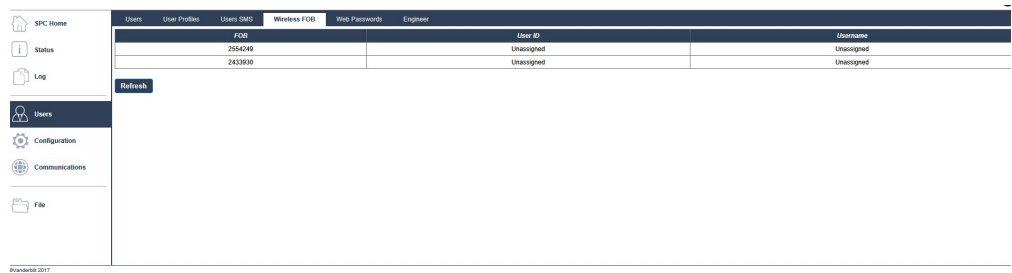 SPC Home
Status
Log
Users
Configuration
Communications
File
Users User Profiles Users SMS Wireless FOB Web Passwords Engineer
FOB User ID Username
2554249 Unassigned Unassigned
2433930 Unassigned Unassigned
Refresh
©Vanderbilt 2017